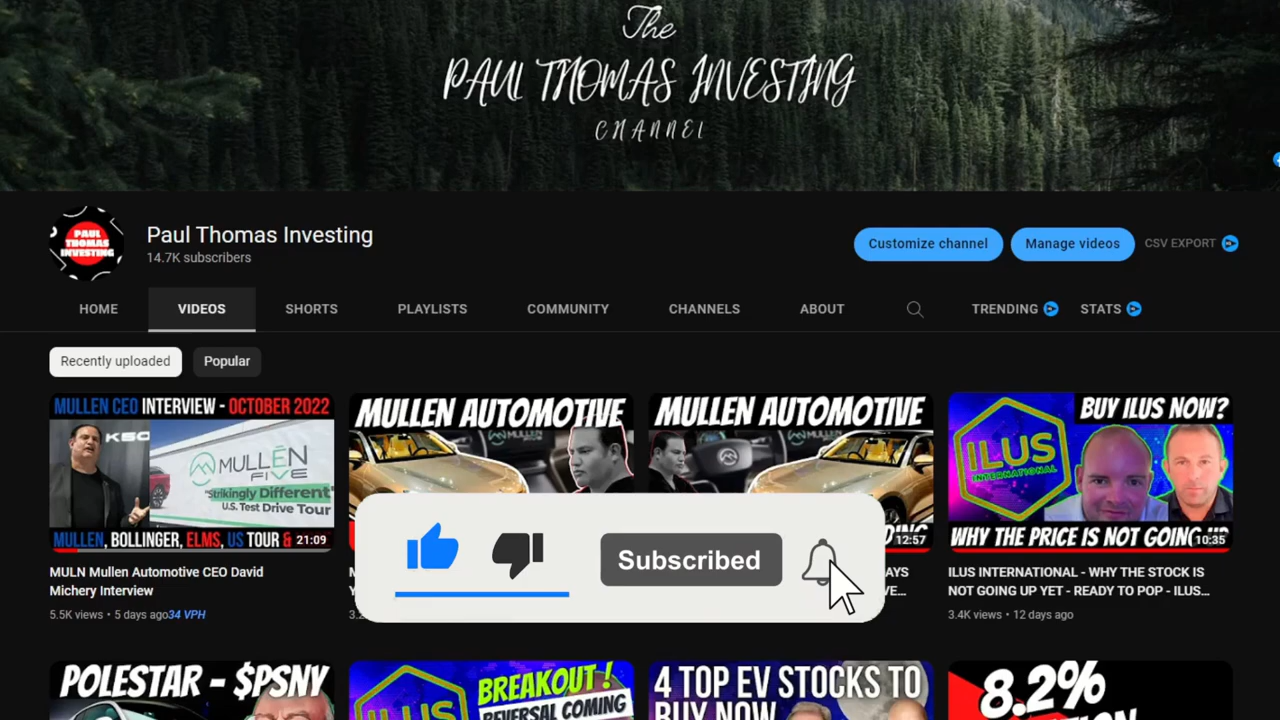 The
PAUL THOMAS INVESTING
CHANNEL
PAUL
THOMAS
INVESTING
Paul Thomas Investing
14.7K subscribers
Customize channel
Manage videos
CSV EXPORT
HOME
VIDEOS
SHORTS
PLAYLISTS
COMMUNITY
CHANNELS
ABOUT
TRENDING
STATS
Recently uploaded
Popular
MULLEN CEO INTERVIEW - OCTOBER 2022
MULLEN
FIVE
"Strikingly Different"
U.S. TEST DRIVE TOUR
MULLEN, BOLLINGER, ELMS, US TOUR &
21:09
MULLEN AUTOMOTIVE
MULLEN AUTOMOTIVE
12:57
BUY ILUS NOW?
ILUS
INTERNATIONAL
WHY THE PRICE IS NOT GOING UP
10:35
MULN Mullen Automotive CEO David
Michery Interview
5.5K views • 5 days ago 34 VPH
ILUS INTERNATIONAL - WHY THE STOCK IS
NOT GOING UP YET - READY TO POP - ILUS...
3.4K views • 12 days ago
Subscribed
POLESTAR - $PSNY
ILUS
BREAKOUT !
REVERSAL COMING
4 TOP EV STOCKS TO
BUY NOW
8.2%